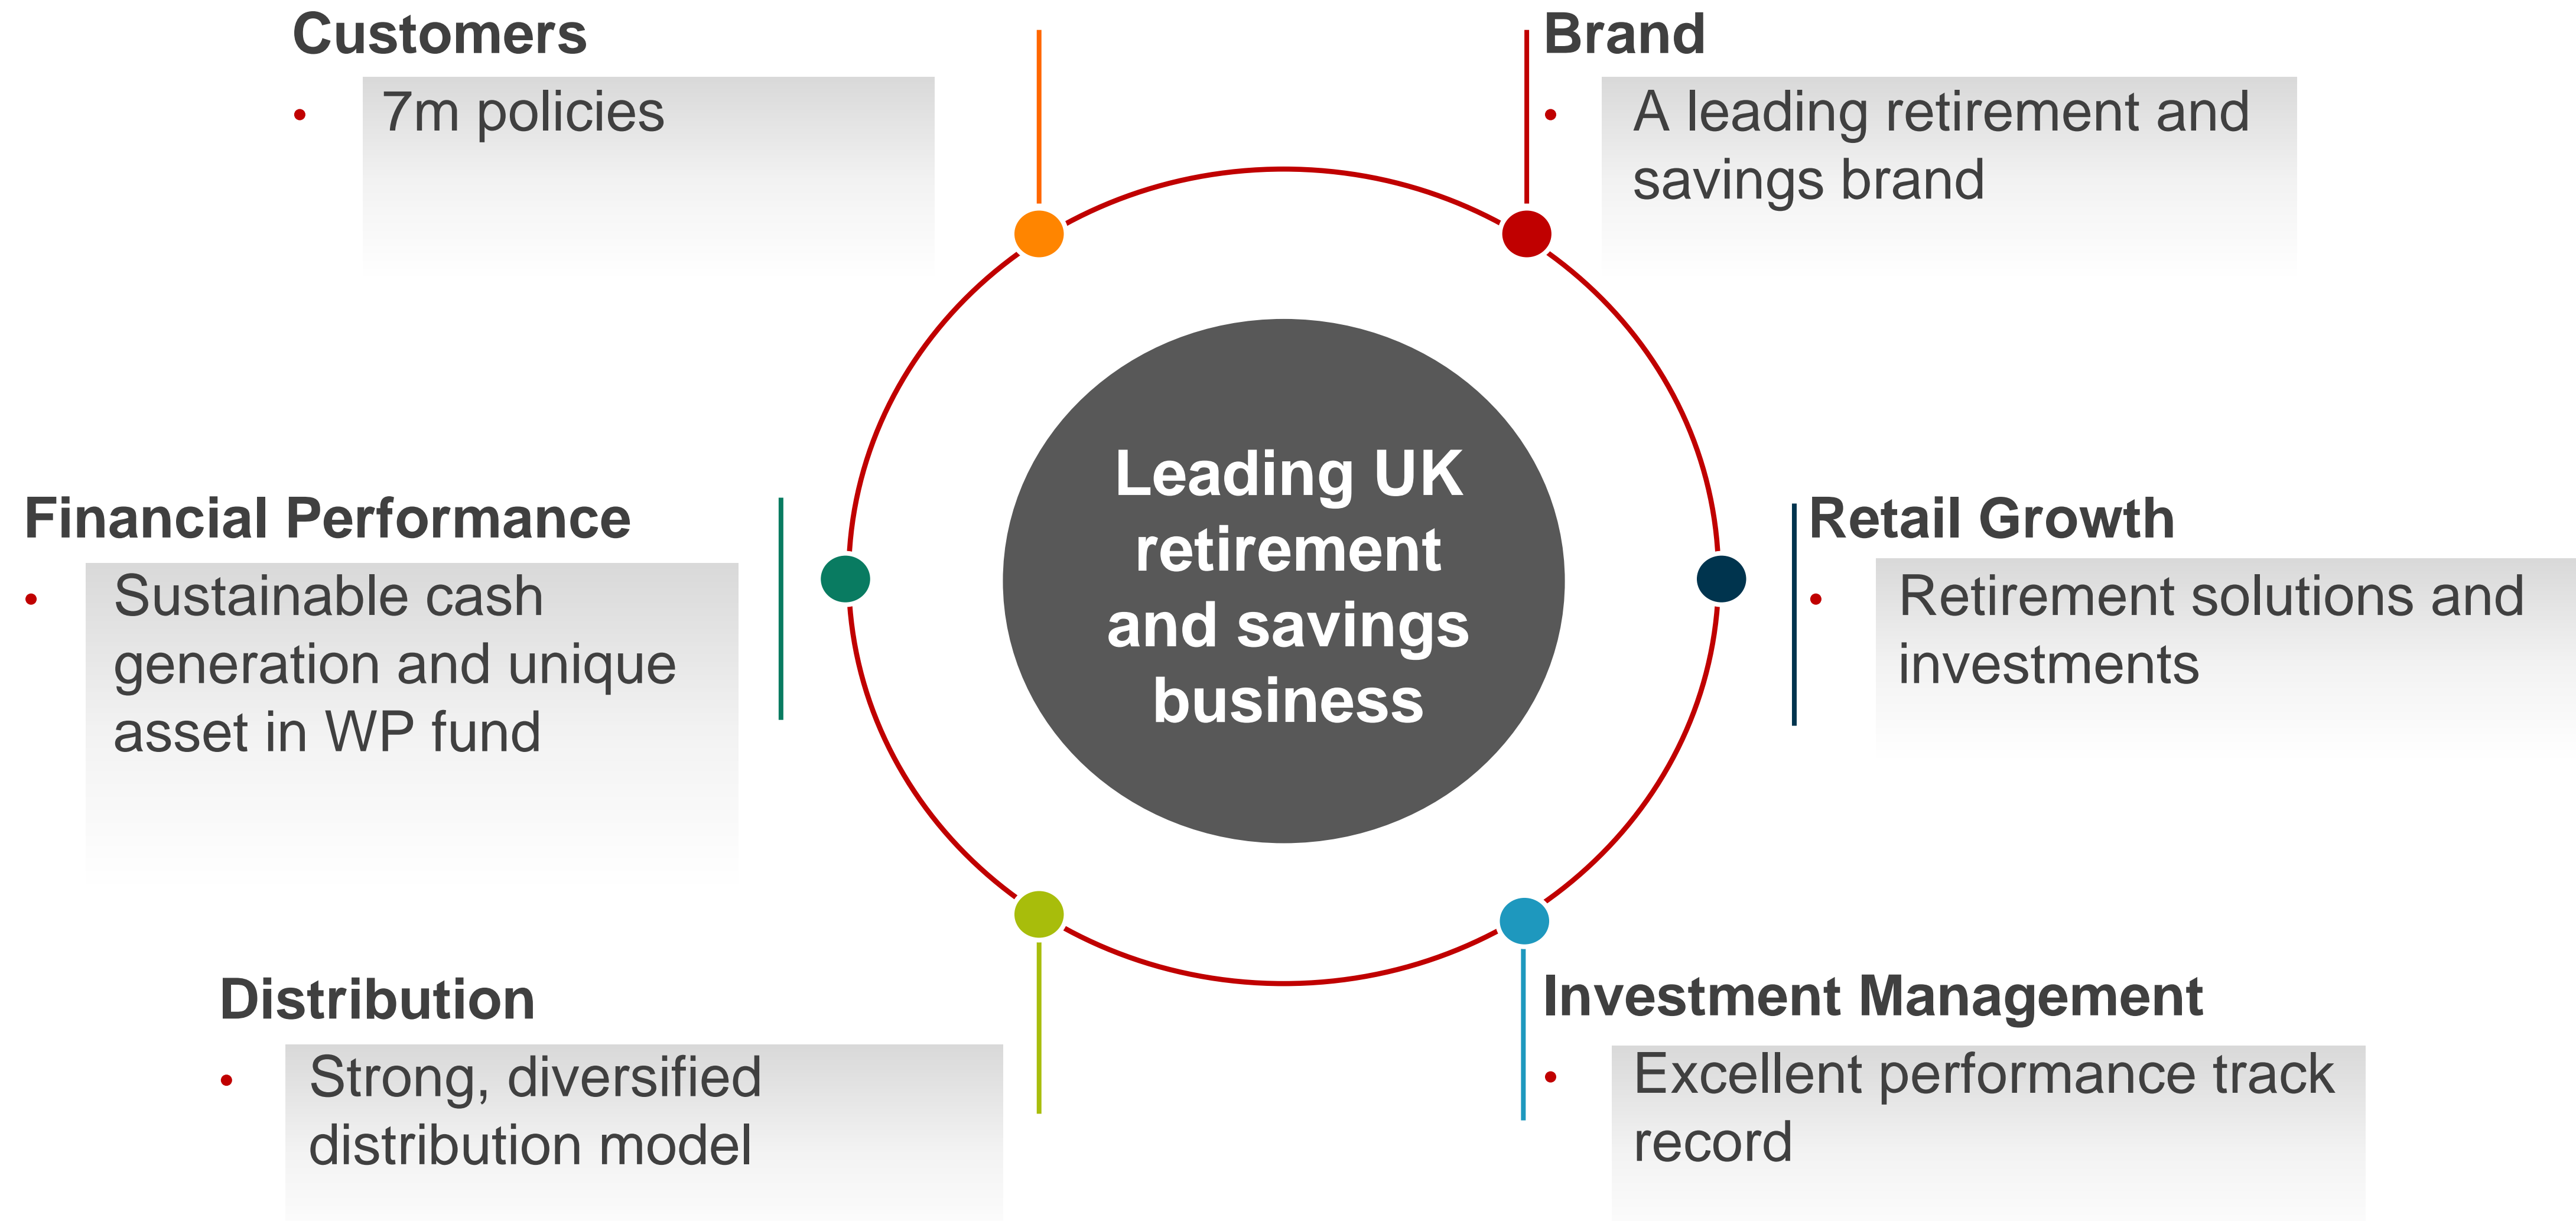 Customers
• 7m policies
Brand
• A leading retirement and
savings brand
Leading UK
retirement
and savings
business
Financial Performance
• Sustainable cash
generation and unique
asset in WP fund
Retail Growth
• Retirement solutions and
investments
Distribution
• Strong, diversified
distribution model
Investment Management
• Excellent performance track
record